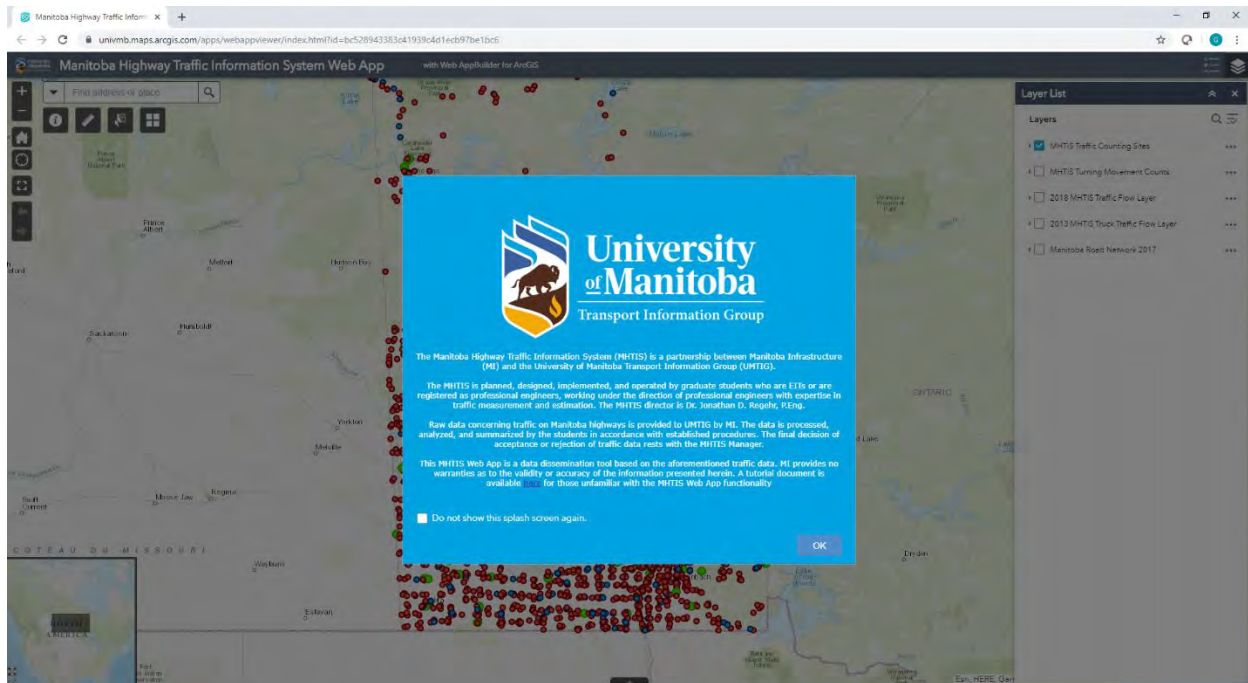 Manitoba Highway Traffic Inform
univmb.maps.arcgis.com/apps/webappviewer/index.html?id=bc528943383c41939c4d1ecb97be1bc6
Manitoba Highway Traffic Information System Web App
with Web AppBuilder for ArcGIS
Find address or place
Layer List
Layers
MHTIS Traffic Counting Sites
MHTIS Turning Movement Counts
2018 MHTIS Traffic Flow Layer
2013 MHTIS Truck Traffic Flow Layer
Manitoba Road Network 2017
University
of Manitoba
Transport Information Group
The Manitoba Highway Traffic Information System (MHTIS) is a partnership between Manitoba Infrastructure
(MI) and the University of Manitoba Transport Information Group (UMTIG).
The MHTIS is planned, designed, implemented, and operated by graduate students who are EITs or are
registered as professional engineers, working under the direction of professional engineers with expertise in
traffic measurement and estimation. The MHTIS director is Dr. Jonathan D. Regehr, P.Eng.
Raw data concerning traffic on Manitoba highways is provided to UMTIG by MI. The data is processed,
analyzed, and summarized by the students in accordance with established procedures. The final decision of
acceptance or rejection of traffic data rests with the MHTIS Manager.
This MHTIS Web App is a data dissemination tool based on the aforementioned traffic data. MI provides no
warranties as to the validity or accuracy of the information presented herein. A tutorial document is
available here for those unfamiliar with the MHTIS Web App functionality
Do not show this splash screen again.
OK
Prince
Albert
Melfort
Hudson Bay
Saskatoon
Humboldt
Yorkton
Melville
ONTARIO
Swift
Current
Moose Jaw
Regina
COTEAU DU MISSOURI
Weyburn
Dryden
Estevan
NORTH
AMERICA
Esri, HERE, Gar